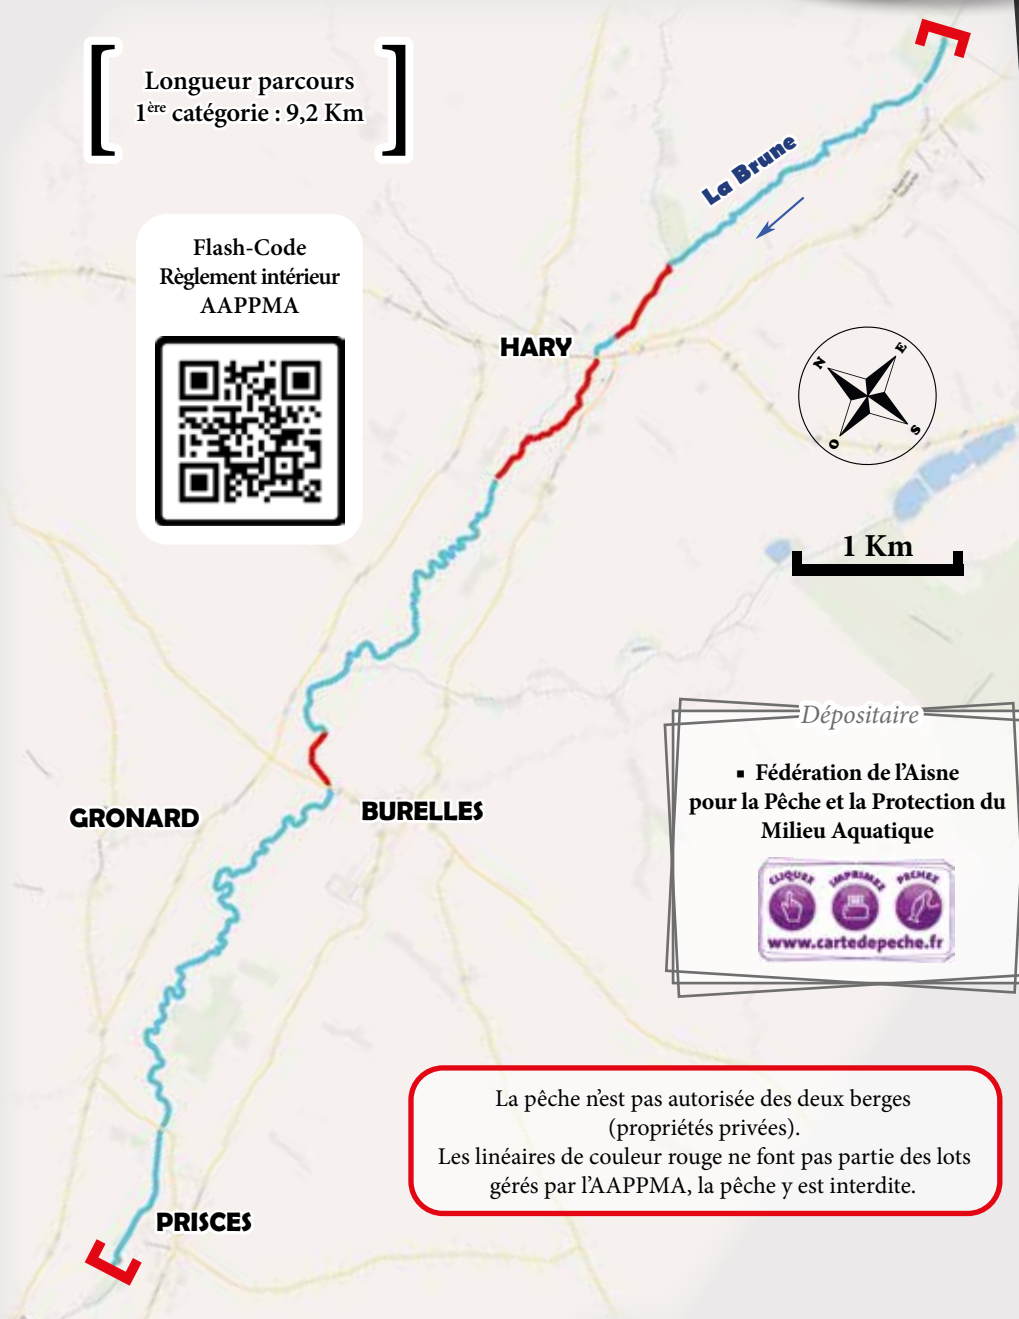 Longueur parcours
1ère catégorie : 9,2 Km
La Brune
Flash-Code
Règlement intérieur
AAPPMA
HARY
N
E
S
O
1 Km
Dépositaire
▪ Fédération de l'Aisne
pour la Pêche et la Protection du
Milieu Aquatique
CLIQUEZ IMPRIMEZ PECHEZ
www.cartedepeche.fr
GRONARD
BURELLES
La pêche n'est pas autorisée des deux berges
(propriétés privées).
Les linéaires de couleur rouge ne font pas partie des lots
gérés par l'AAPPMA, la pêche y est interdite.
PRISCES